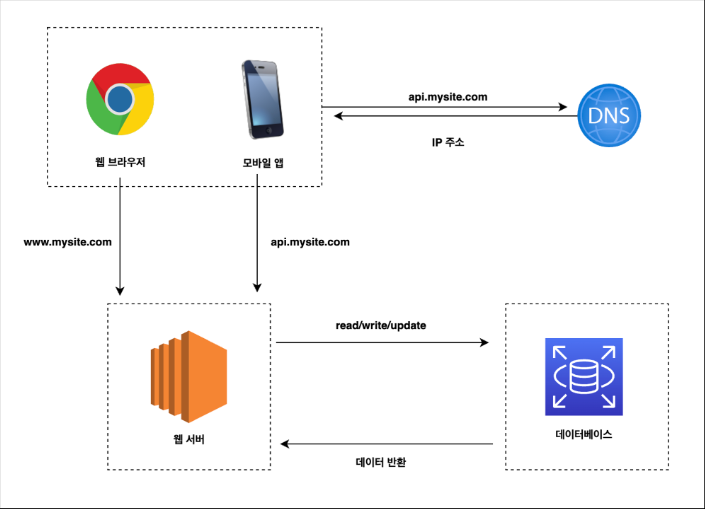 api.mysite.com
DNS
IP 주소
웹 브라우저
모바일 앱
www.mysite.com
api.mysite.com
read/write/update
웹 서버
데이터베이스
데이터 반환